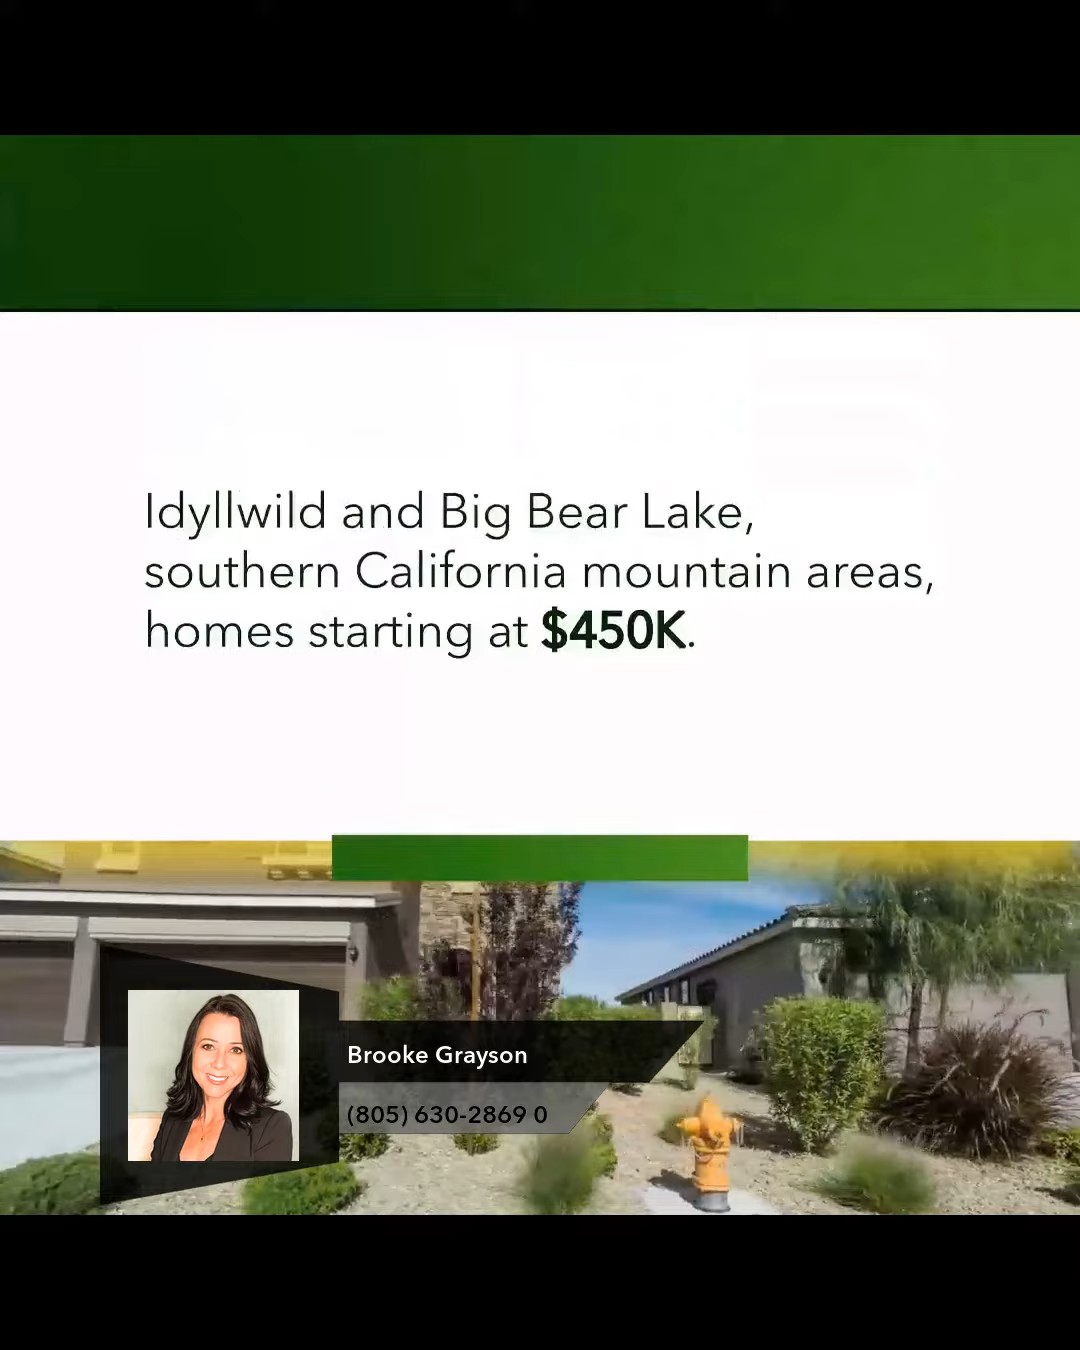 Idyllwild and Big Bear Lake,
southern California mountain areas,
homes starting at $450K.
Brooke Grayson
(805) 630-2869 0